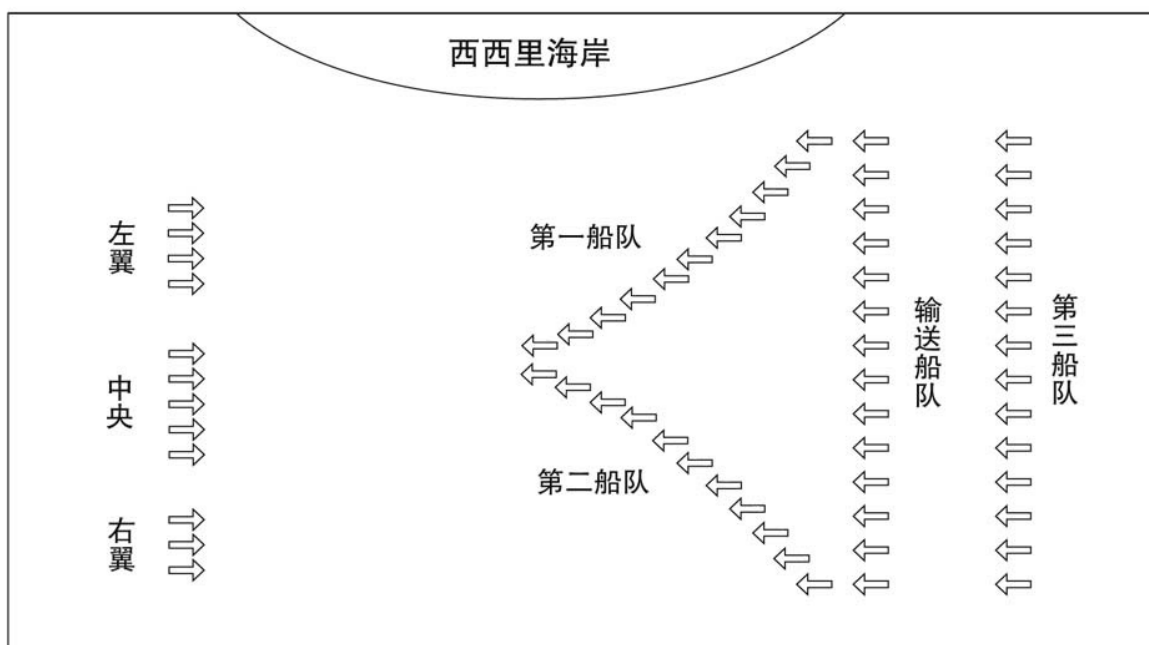 西西里海岸
左翼
中央
右翼
第一船队
第二船队
输送船队
第三船队